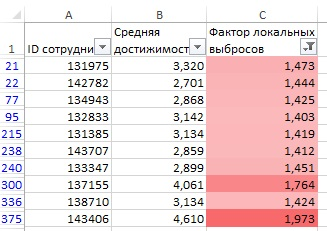 A B C
Средняя Фактор локальных
1 ID сотрудни достижимост выбросов
21 131975 3,320 1,473
22 142782 2,701 1,444
77 134943 2,868 1,425
95 132833 3,142 1,403
215 131385 3,134 1,419
238 143707 2,859 1,412
240 133347 2,899 1,451
300 137155 4,061 1,764
336 138710 3,134 1,424
375 143406 4,610 1,973